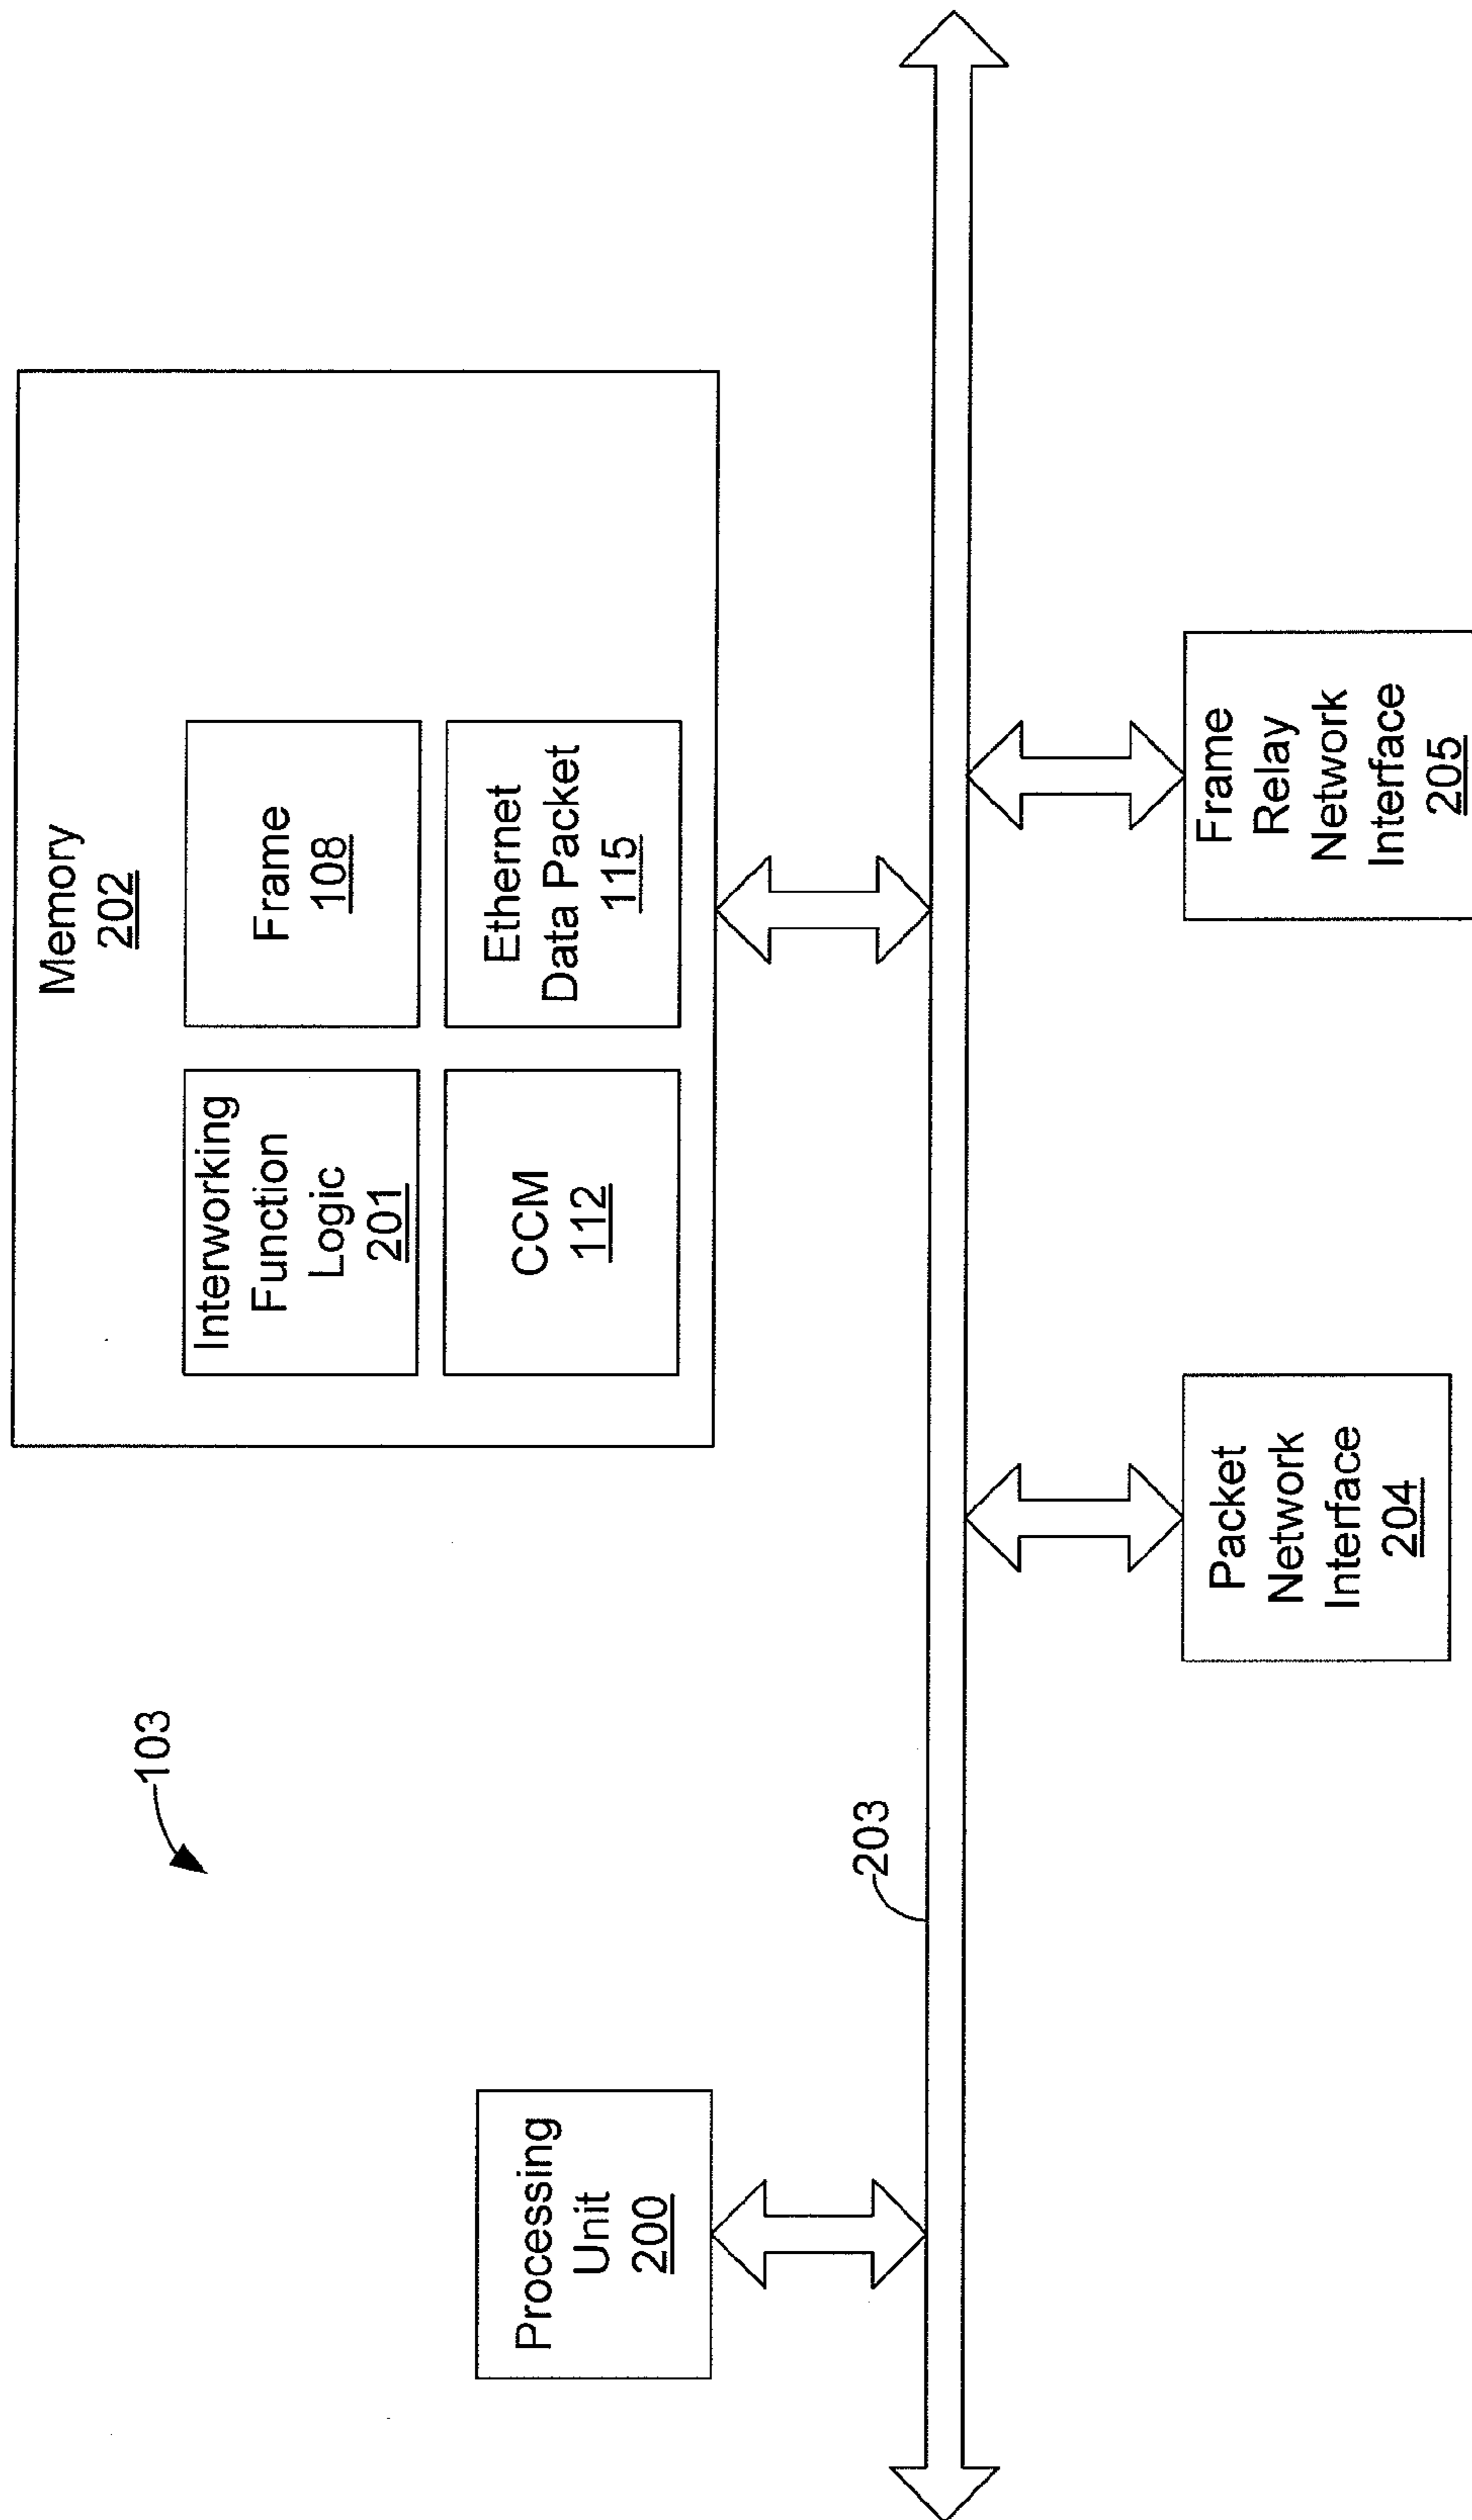 103
Memory
202
Interworking
Function
Logic
201
Frame
108
CCM
112
Ethernet
Data Packet
115
Processing
Unit
200
203
Packet
Network
Interface
204
Frame
Relay
Network
Interface
205